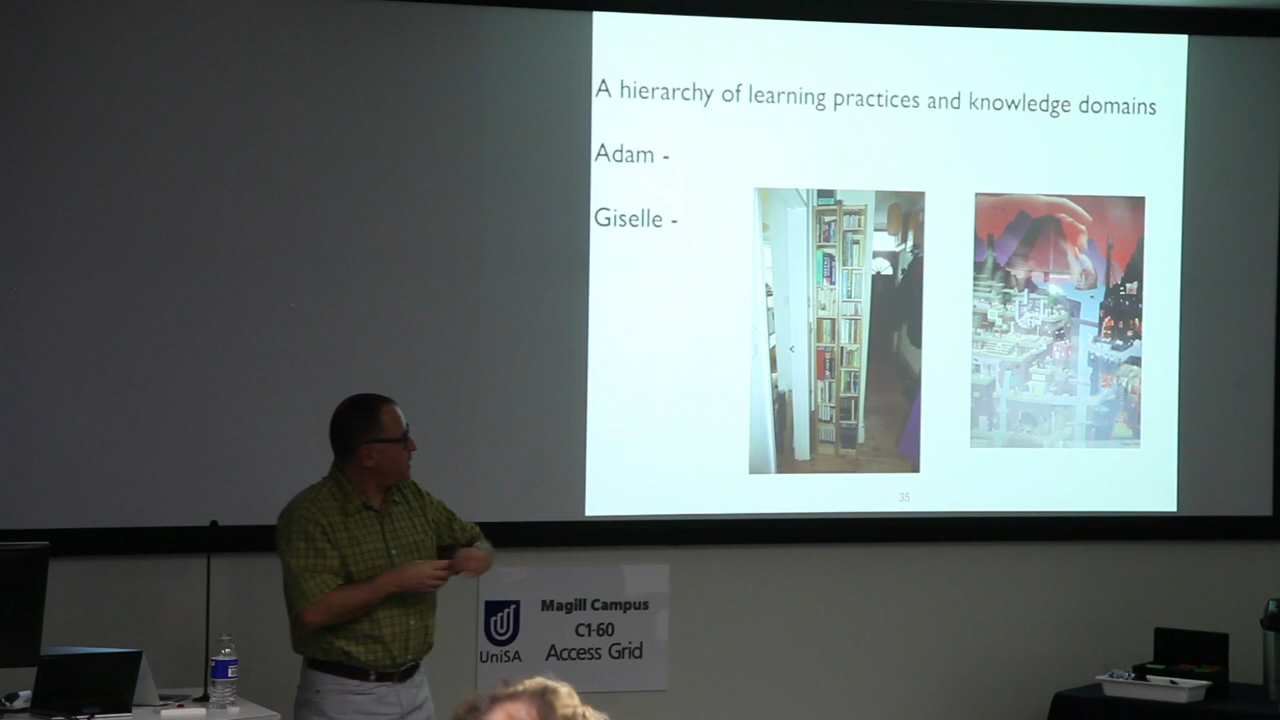 A hierarchy of learning practices and knowledge domains
Adam -
Giselle -
35
Magill Campus
C1-60
Access Grid
UniSA